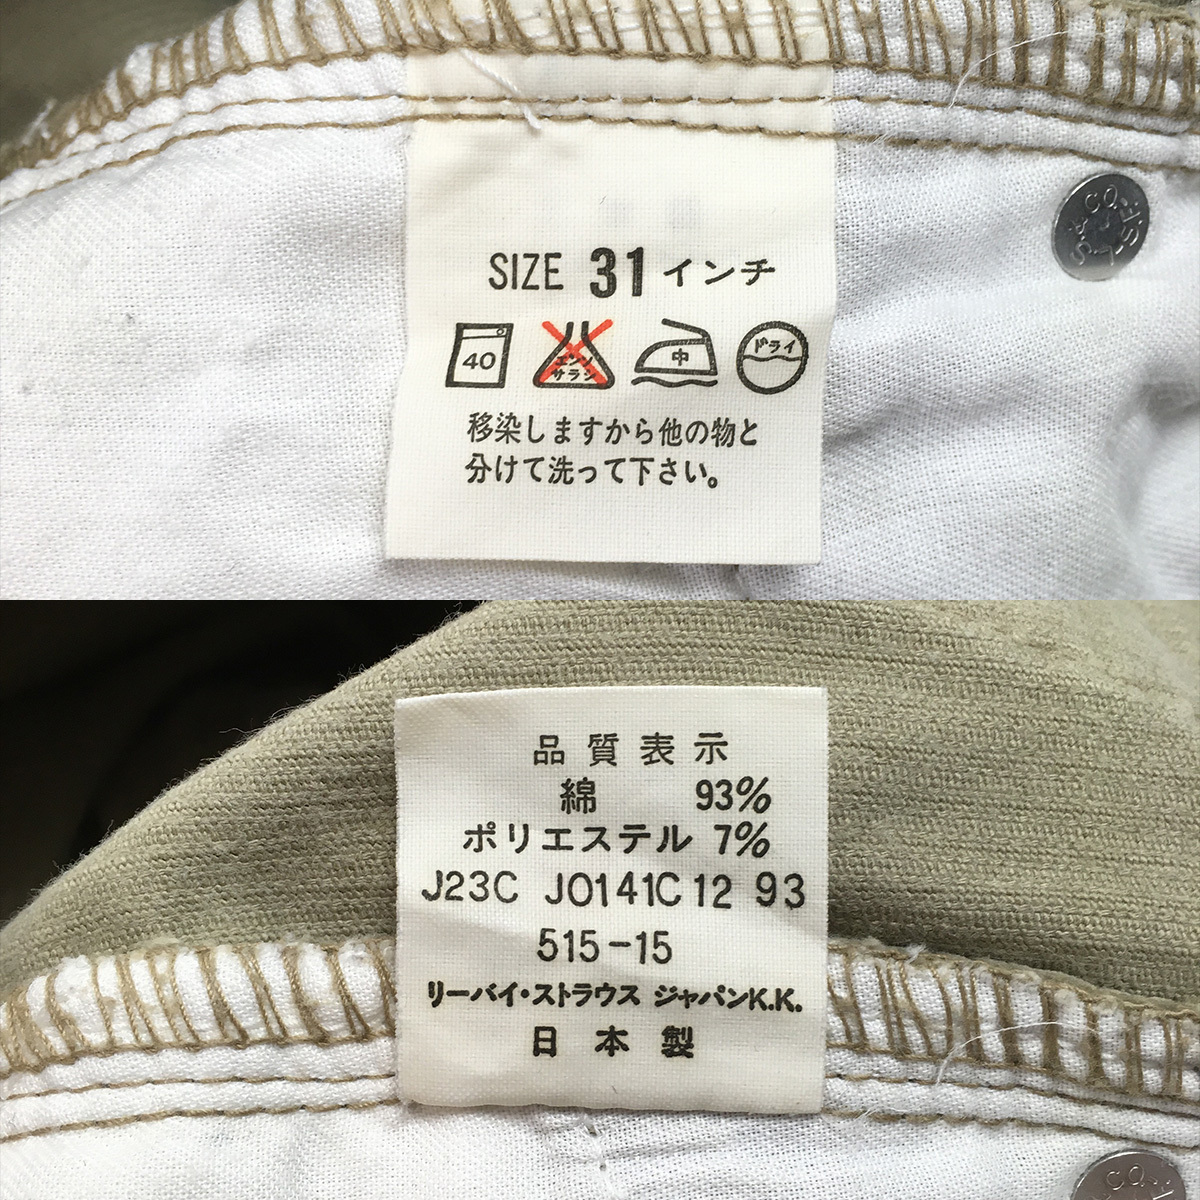 SIZE 31 インチ
40 エンソ サラシ 中 ドライ
移染しますから他の物と
分けて洗って下さい。
品質表示
綿 93%
ポリエステル 7%
J23C J0141C 12 93
515-15
リーバイ・ストラウス ジャパンK.K.
日本製